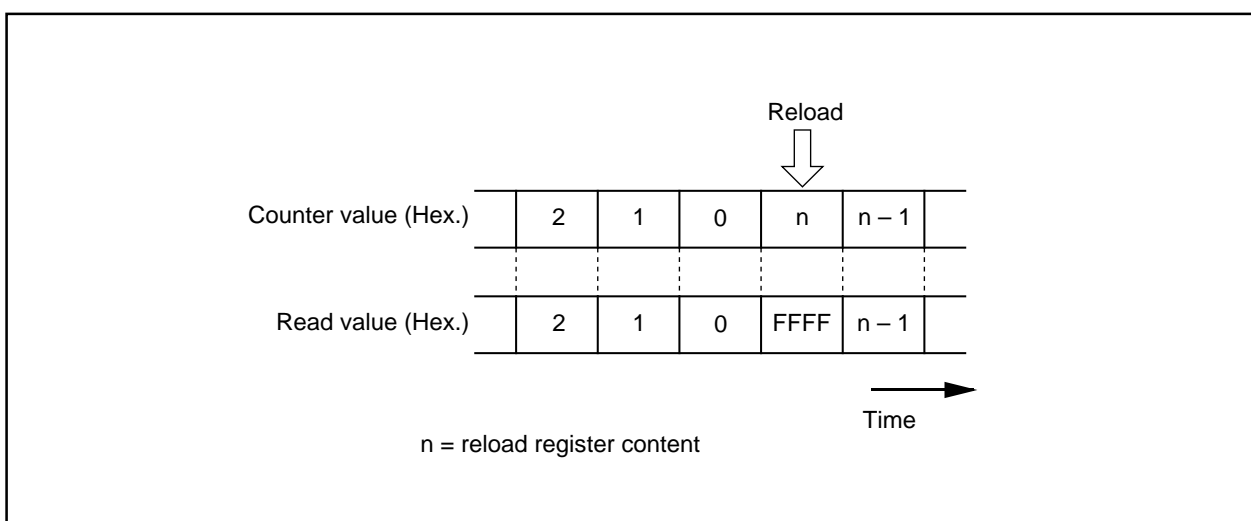 Reload
Counter value (Hex.) 2 1 0 n n – 1
Read value (Hex.) 2 1 0 FFFF n – 1
Time
n = reload register content